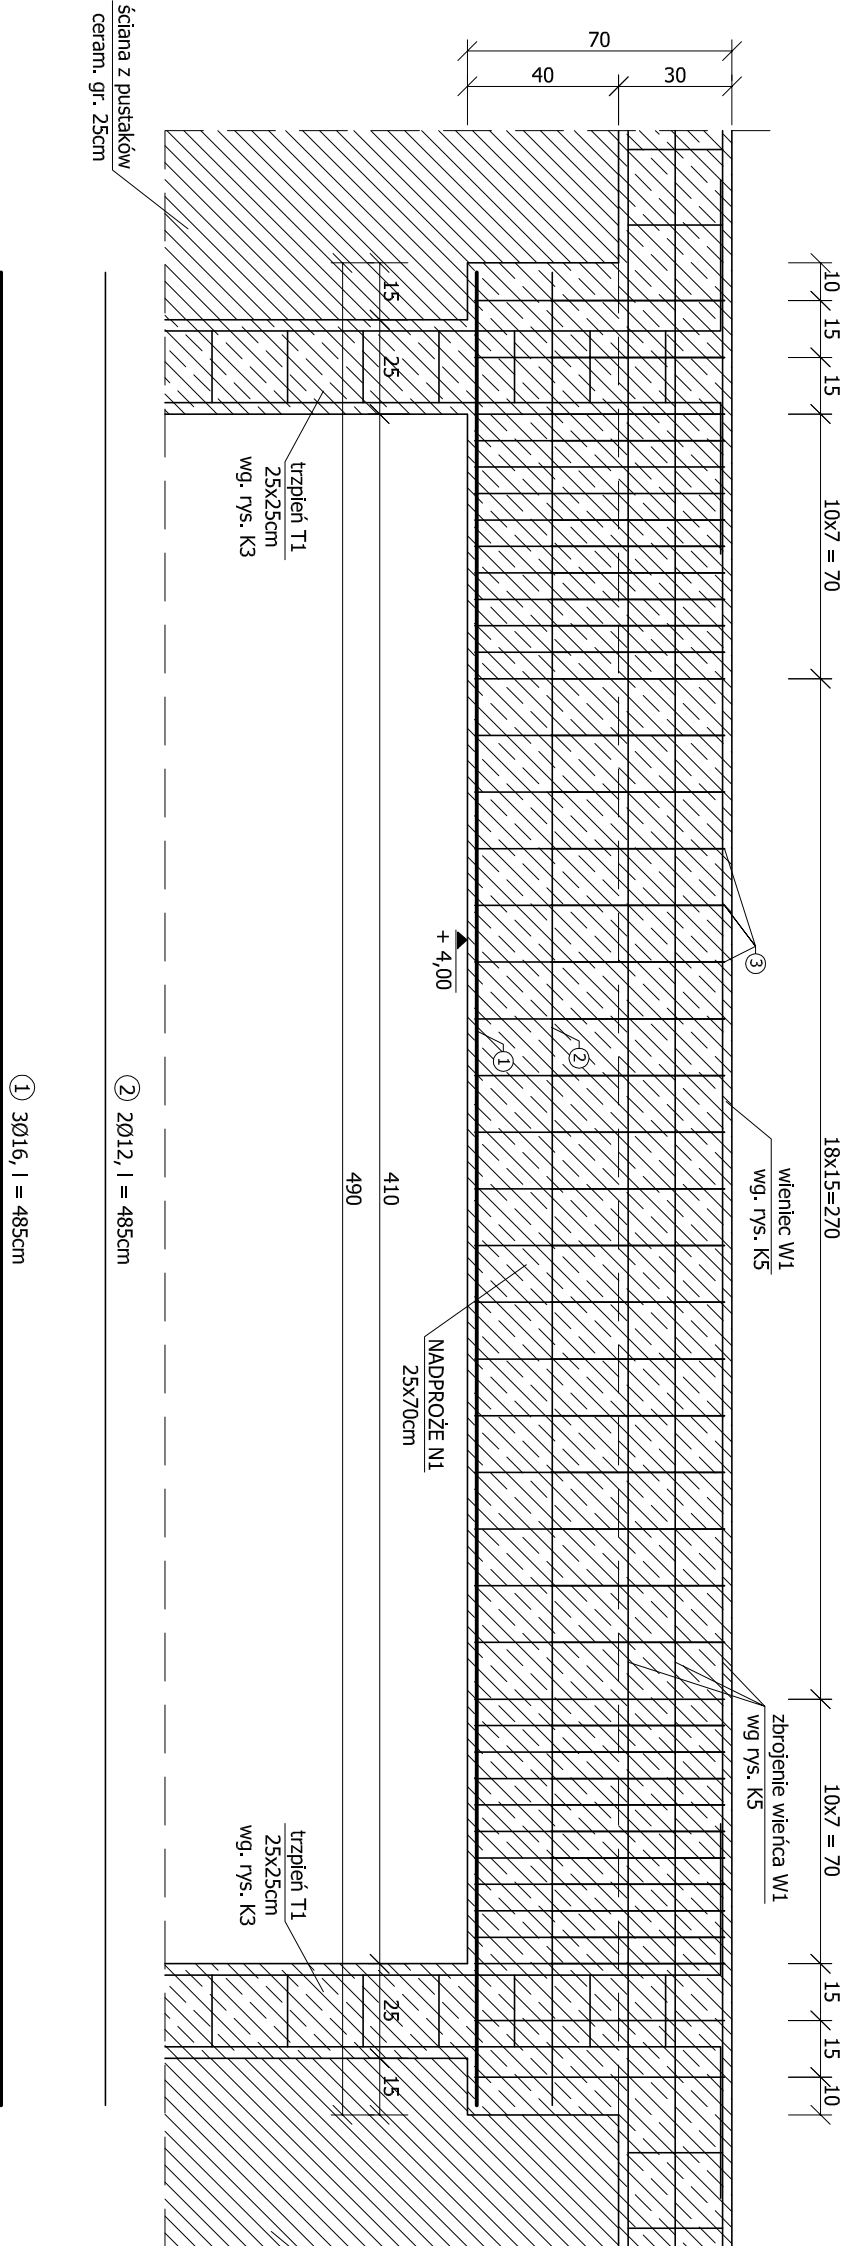 10
15
15
10x7 = 70
18x15=270
10x7 = 70
15
15
10
70
40
30
3
wieniec W1
wg. rys. K5
zbrojenie wieńca W1
wg rys. K5
2
1
+ 4,00
NADPROŻE N1
25x70cm
15
25
410
25
15
490
trzpień T1
25x25cm
wg. rys. K3
trzpień T1
25x25cm
wg. rys. K3
ściana z pustaków
ceram. gr. 25cm
2 2Ø12, l = 485cm
1 3Ø16, l = 485cm